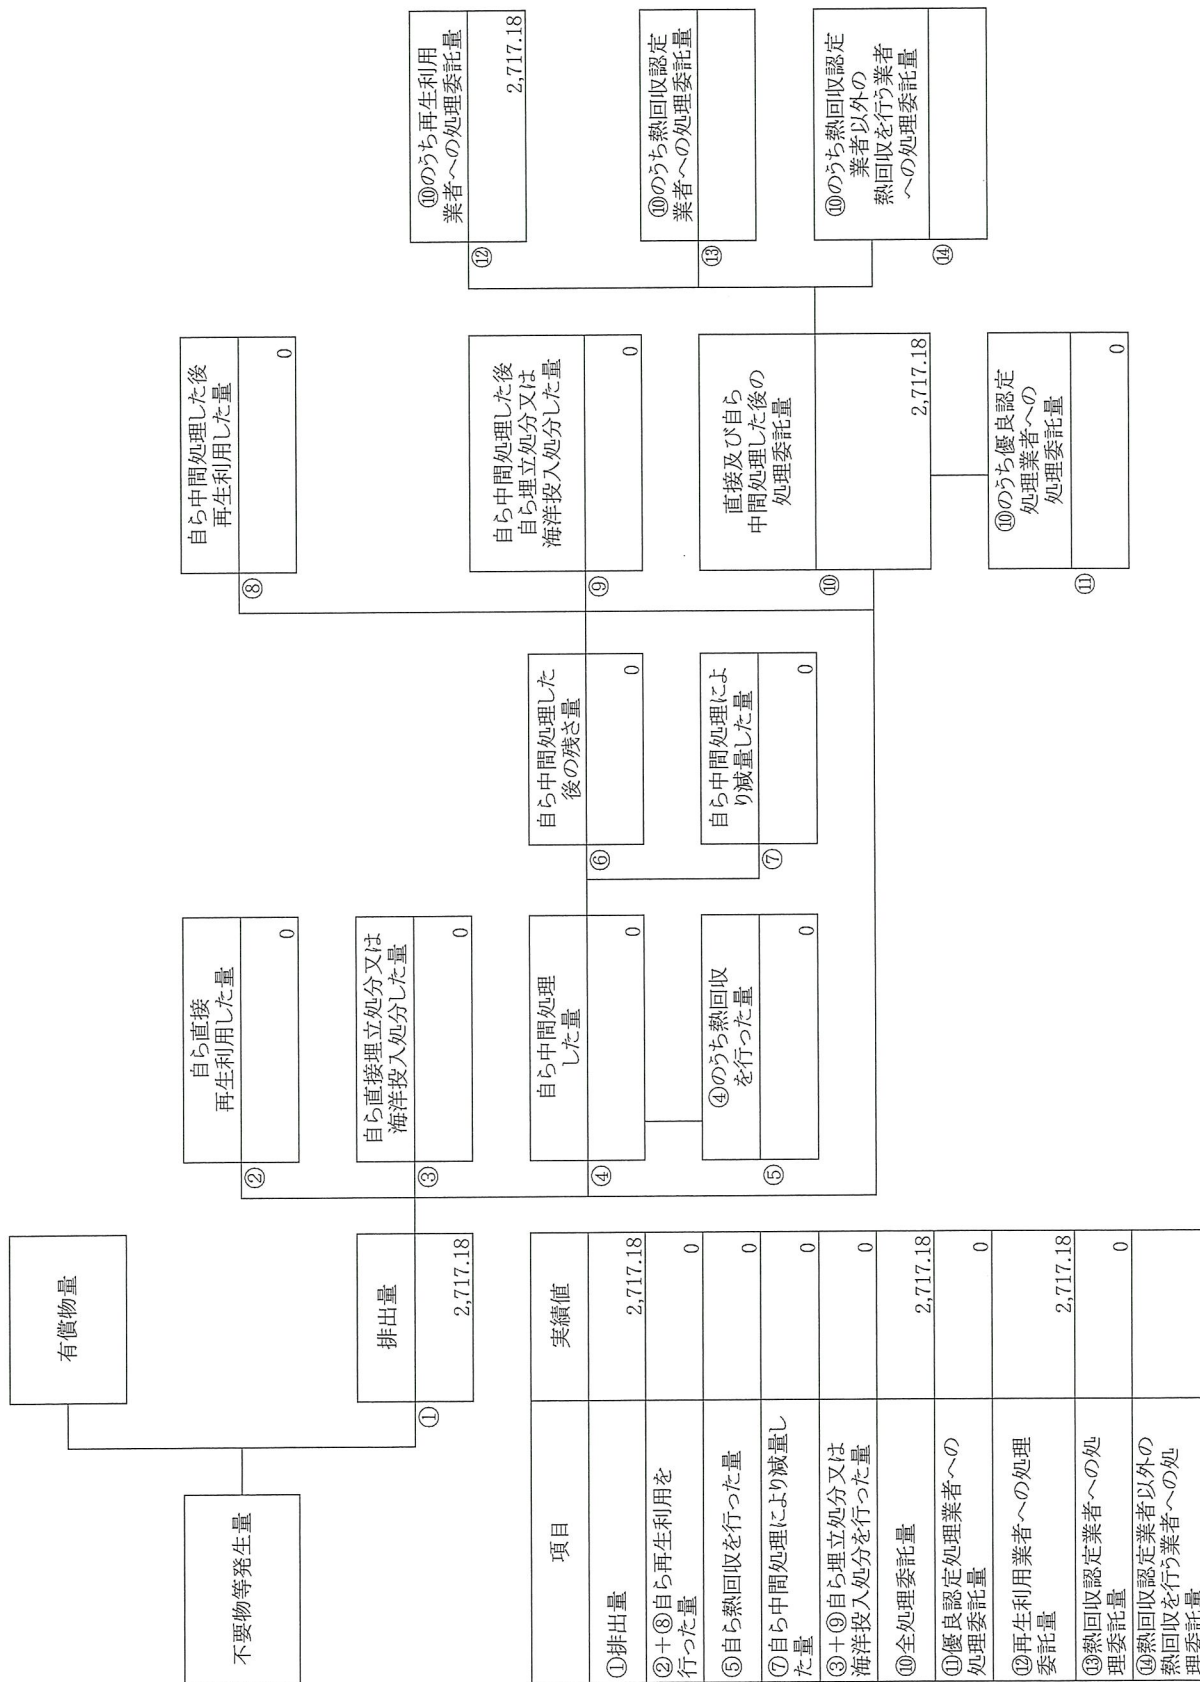 有償物量
不要物等発生量
排出量
①
2,717.18
自ら直接
再生利用した量
②
0
自ら直接埋立処分又は
海洋投入処分した量
③
0
自ら中間処理
した量
④
0
④のうち熱回収
を行った量
⑤
0
自ら中間処理した
後の残さ量
⑥
0
自ら中間処理によ
り減量した量
⑦
0
自ら中間処理した後
再生利用した量
⑧
0
自ら中間処理した後
自ら埋立処分又は
海洋投入処分した量
⑨
0
直接及び自ら
中間処理した後の
処理委託量
⑩
2,717.18
⑩のうち優良認定
処理業者への
処理委託量
⑪
0
⑩のうち再生利用
業者への処理委託量
⑫
2,717.18
⑩のうち熱回収認定
業者への処理委託量
⑬
⑩のうち熱回収認定
業者以外の
熱回収を行う業者
への処理委託量
⑭
項目 実績値
①排出量 2,717.18
②+⑧自ら再生利用を
行った量 0
⑤自ら熱回収を行った量 0
⑦自ら中間処理により減量し
た量 0
③+⑨自ら埋立処分又は
海洋投入処分を行った量 0
⑩全処理委託量 2,717.18
⑪優良認定処理業者への
処理委託量 0
⑫再生利用業者への処理
委託量 2,717.18
⑬熱回収認定業者への処
理委託量 0
⑭熱回収認定業者以外の
熱回収を行う業者への処
理委託量